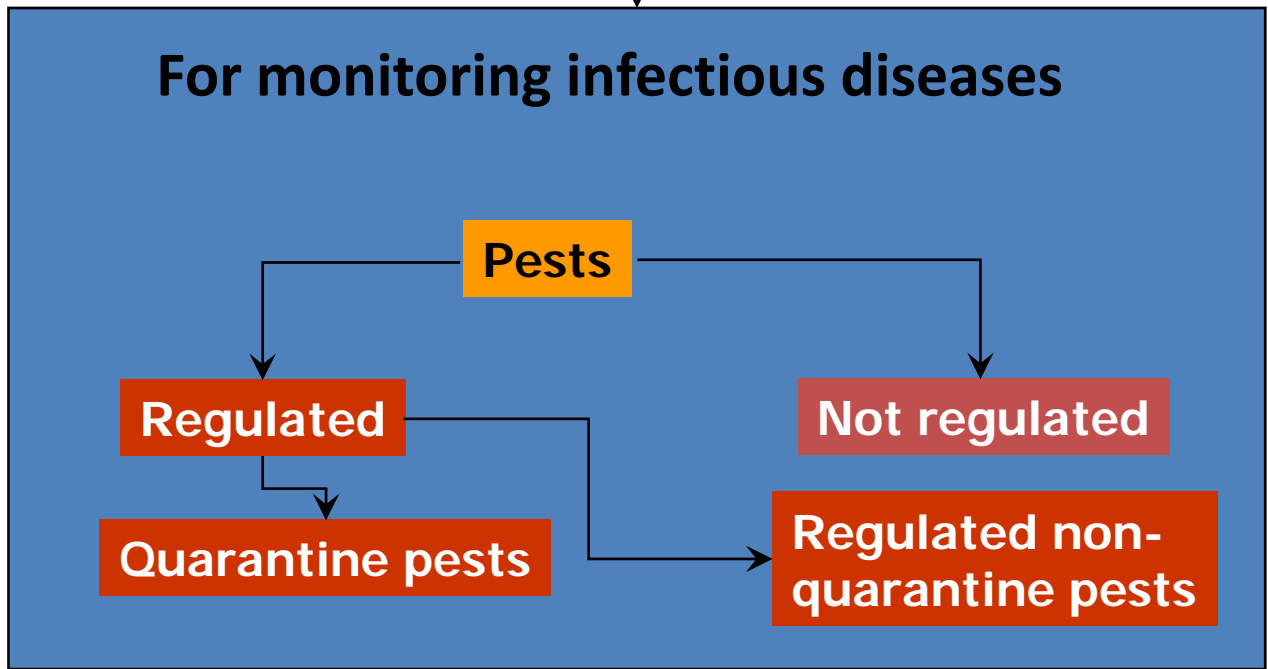 For monitoring infectious diseases
Pests
Regulated
Not regulated
Quarantine pests
Regulated non-
quarantine pests